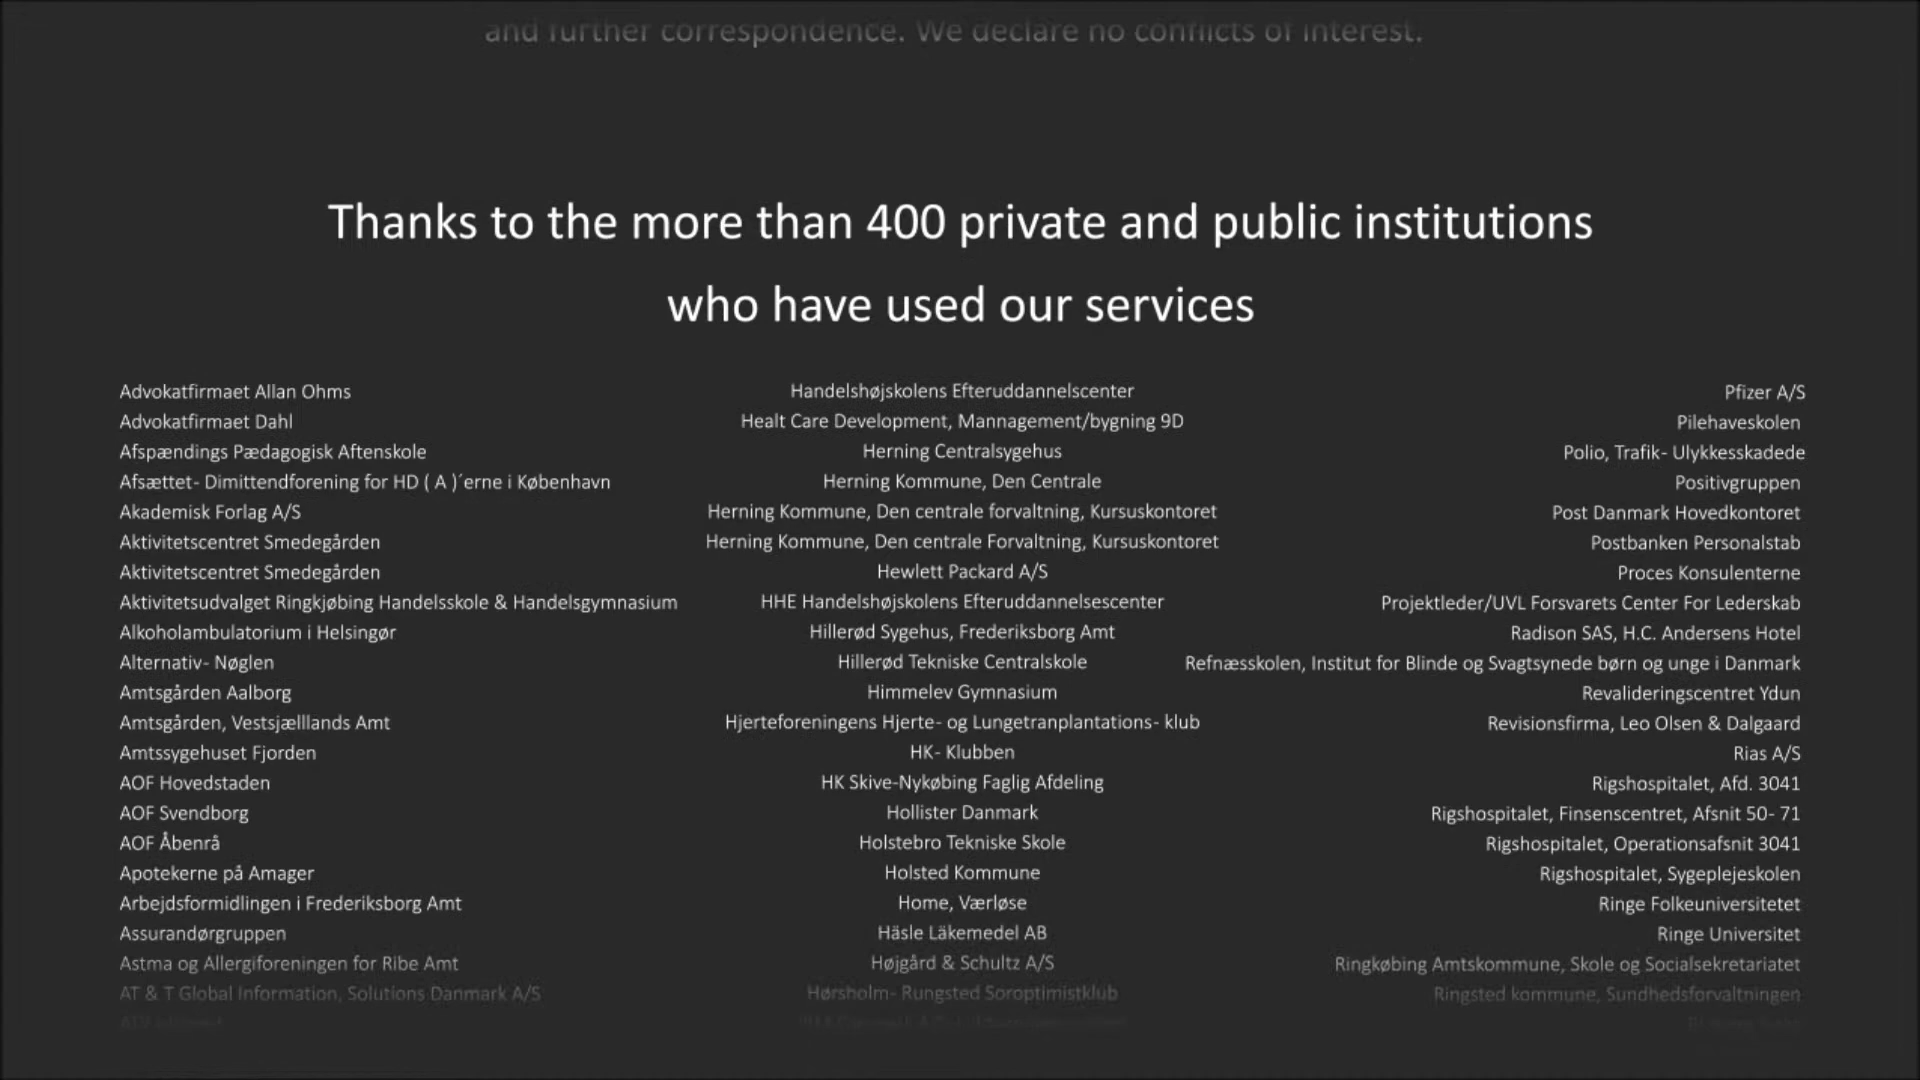 and further correspondence. We declare no conflicts of interest.
Thanks to the more than 400 private and public institutions
who have used our services
Advokatfirmaet Allan Ohms
Advokatfirmaet Dahl
Afspændings Pædagogisk Aftenskole
Afsættet- Dimittendforening for HD ( A )´erne i København
Akademisk Forlag A/S
Aktivitetscentret Smedegården
Aktivitetscentret Smedegården
Aktivitetsudvalget Ringkjøbing Handelsskole & Handelsgymnasium
Alkoholambulatorium i Helsingør
Alternativ- Nøglen
Amtsgården Aalborg
Amtsgården, Vestsjælllands Amt
Amtssygehuset Fjorden
AOF Hovedstaden
AOF Svendborg
AOF Åbenrå
Apotekerne på Amager
Arbejdsformidlingen i Frederiksborg Amt
Assurandørgruppen
Astma og Allergiforeningen for Ribe Amt
AT & T Global Information, Solutions Danmark A/S
Handelshøjskolens Efteruddannelscenter
Healt Care Development, Mannagement/bygning 9D
Herning Centralsygehus
Herning Kommune, Den Centrale
Herning Kommune, Den centrale forvaltning, Kursuskontoret
Herning Kommune, Den centrale Forvaltning, Kursuskontoret
Hewlett Packard A/S
HHE Handelshøjskolens Efteruddannelsescenter
Hillerød Sygehus, Frederiksborg Amt
Hillerød Tekniske Centralskole
Himmelev Gymnasium
Hjerteforeningens Hjerte- og Lungetranplantations- klub
HK- Klubben
HK Skive-Nykøbing Faglig Afdeling
Hollister Danmark
Holstebro Tekniske Skole
Holsted Kommune
Home, Værløse
Häsle Läkemedel AB
Højgård & Schultz A/S
Hørsholm- Rungsted Soroptimistklub
Pfizer A/S
Pilehaveskolen
Polio, Trafik- Ulykkesskadede
Positivgruppen
Post Danmark Hovedkontoret
Postbanken Personalstab
Proces Konsulenterne
Projektleder/UVL Forsvarets Center For Lederskab
Radison SAS, H.C. Andersens Hotel
Refnæsskolen, Institut for Blinde og Svagtsynede børn og unge i Danmark
Revalideringscentret Ydun
Revisionsfirma, Leo Olsen & Dalgaard
Rias A/S
Rigshospitalet, Afd. 3041
Rigshospitalet, Finsenscentret, Afsnit 50- 71
Rigshospitalet, Operationsafsnit 3041
Rigshospitalet, Sygeplejeskolen
Ringe Folkeuniversitetet
Ringe Universitet
Ringkøbing Amtskommune, Skole og Socialsekretariatet
Ringsted kommune, Sundhedsforvaltningen